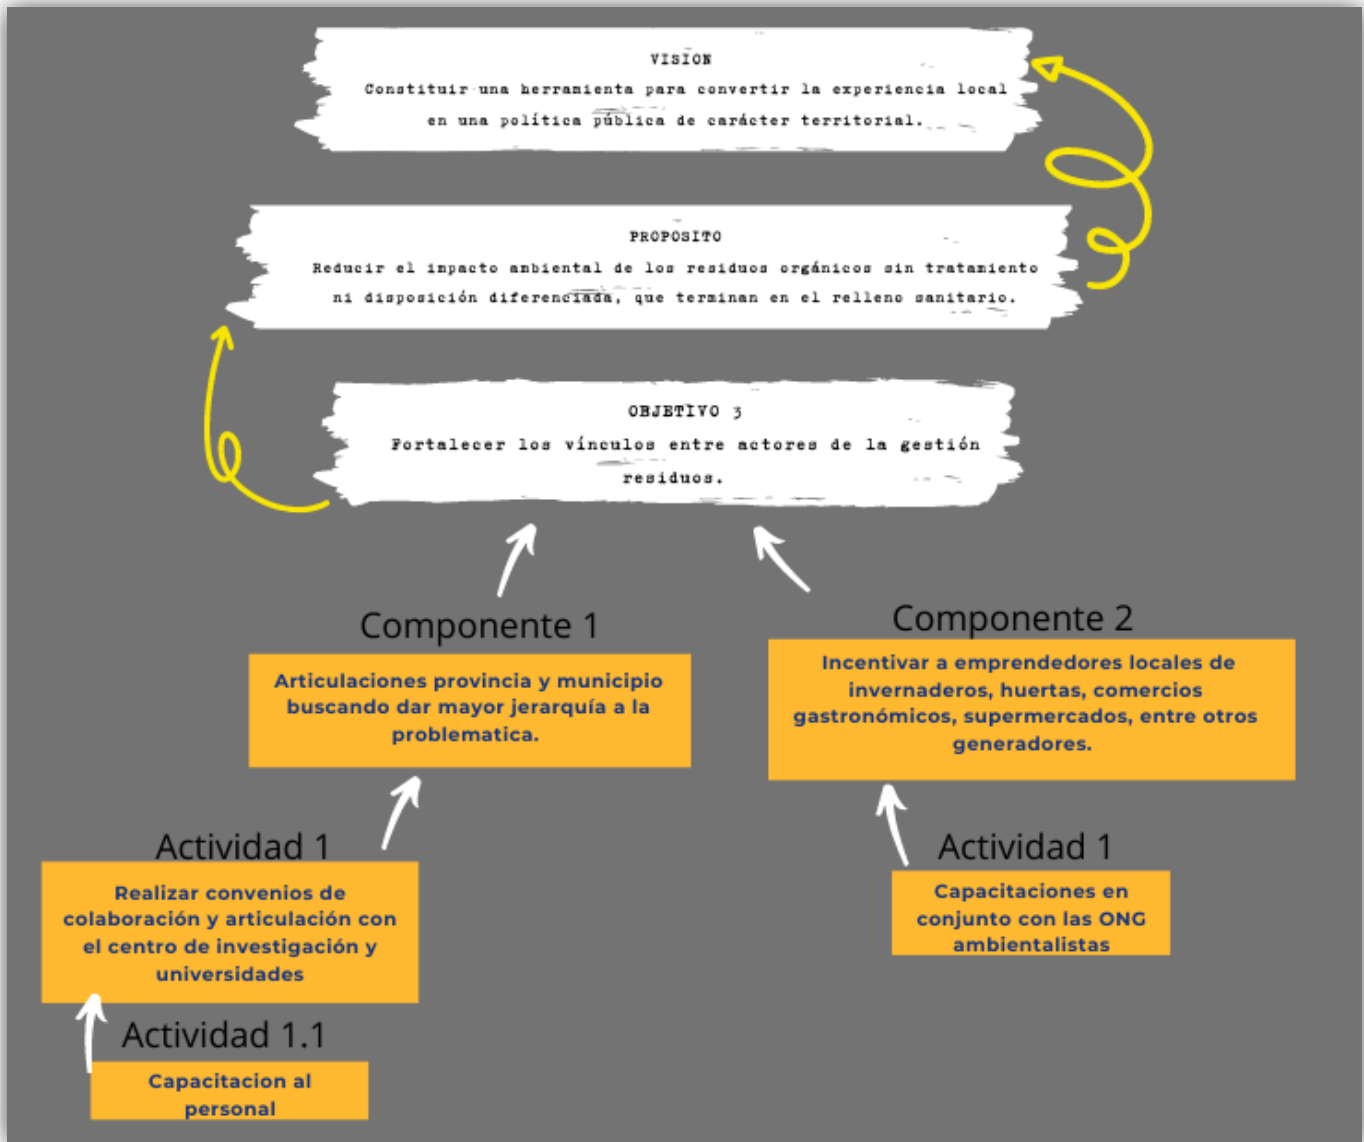 VISION
Constituir una herramienta para convertir la experiencia local
en una política pública de carácter territorial.
PROPOSITO
Reducir el impacto ambiental de los residuos orgánicos sin tratamiento
ni disposición diferenciada, que terminan en el relleno sanitario.
OBJETIVO 3
Fortalecer los vínculos entre actores de la gestión
residuos.
Componente 1
Articulaciones provincia y municipio
buscando dar mayor jerarquía a la
problematica.
Componente 2
Incentivar a emprendedores locales de
invernaderos, huertas, comercios
gastronómicos, supermercados, entre otros
generadores.
Actividad 1
Realizar convenios de
colaboración y articulación con
el centro de investigación y
universidades
Actividad 1.1
Capacitacion al
personal
Actividad 1
Capacitaciones en
conjunto con las ONG
ambientalistas